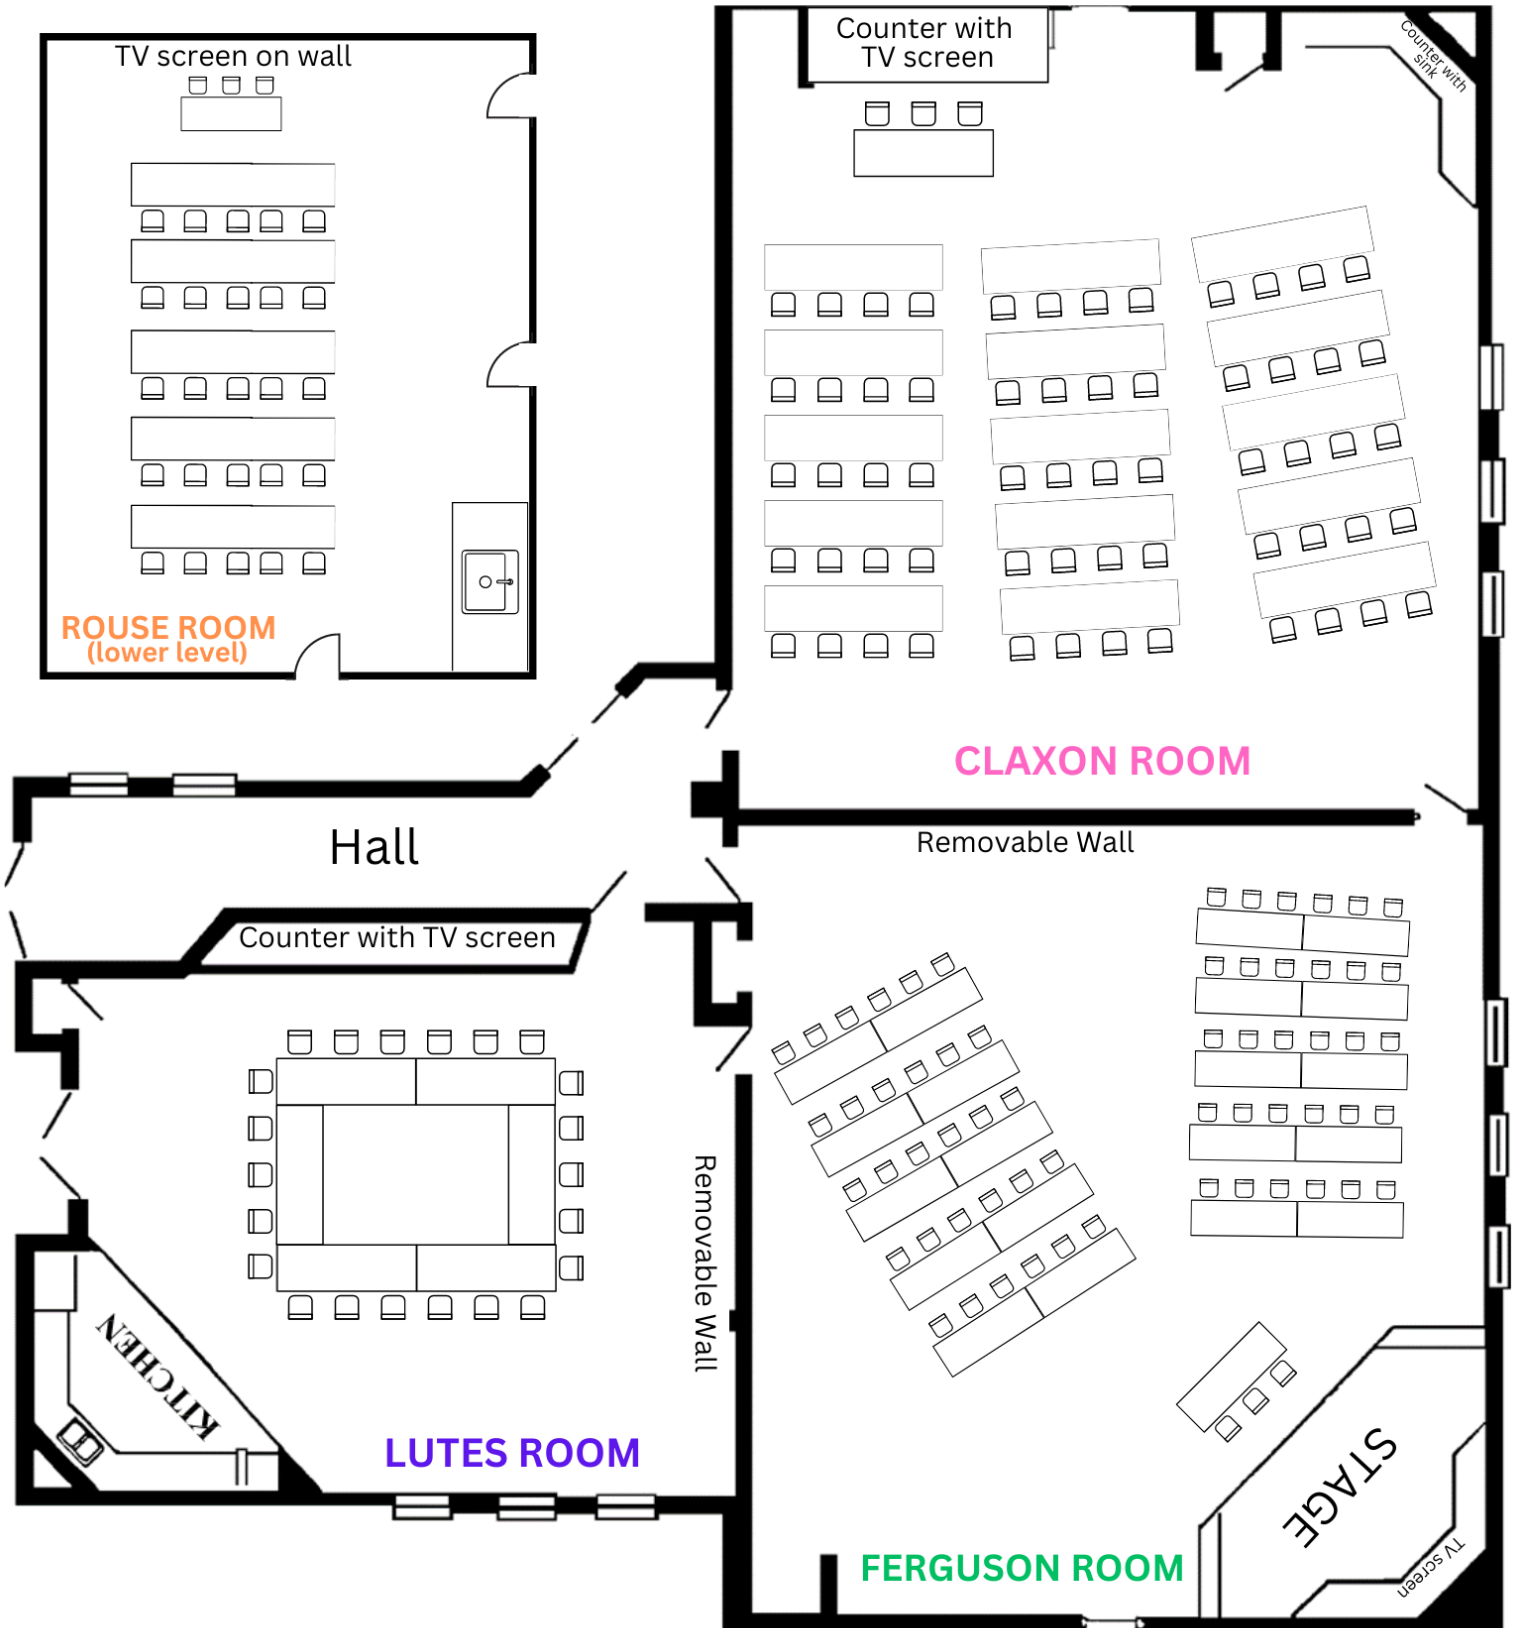 TV screen on wall
ROUSE ROOM
(lower level)
Counter with
TV screen
Counter with
sink
CLAXON ROOM
Removable Wall
Hall
Counter with TV screen
Removable Wall
KITCHEN
LUTES ROOM
FERGUSON ROOM
STAGE
TV screen